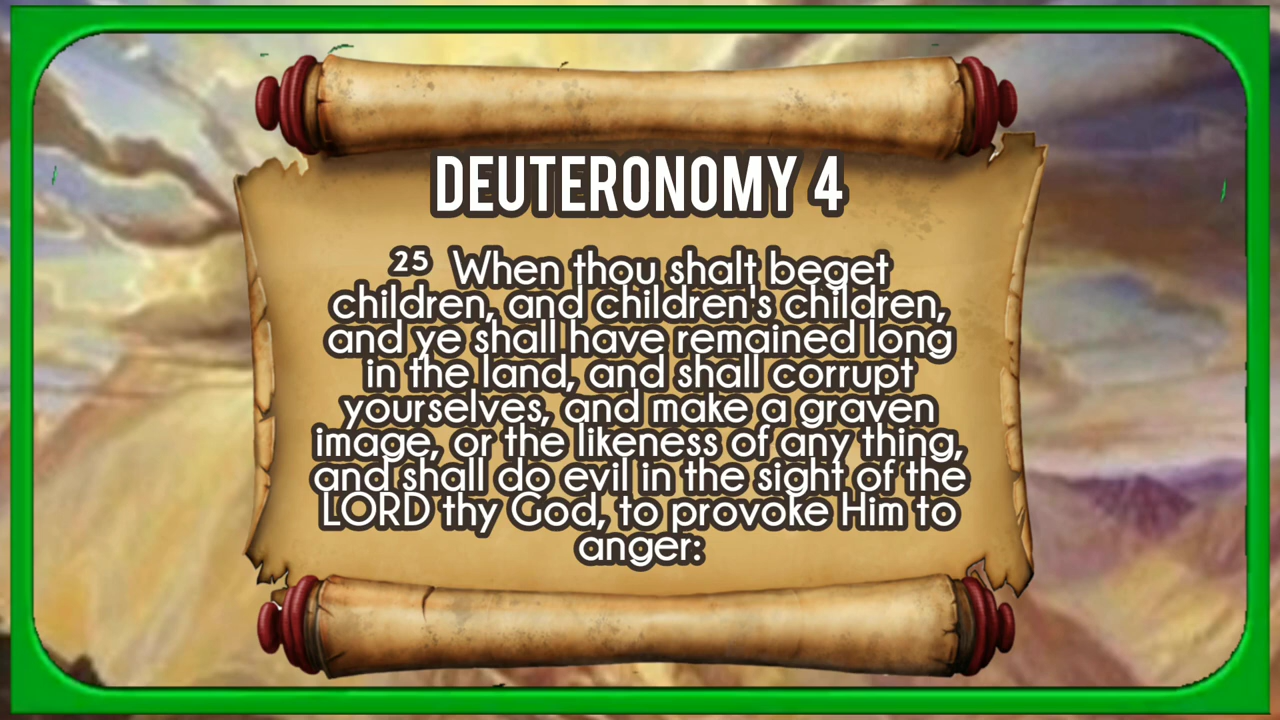 DEUTERONOMY 4
25 When thou shalt beget
children, and children's children,
and ye shall have remained long
in the land, and shall corrupt
yourselves, and make a graven
image, or the likeness of any thing,
and shall do evil in the sight of the
LORD thy God, to provoke Him to
anger: